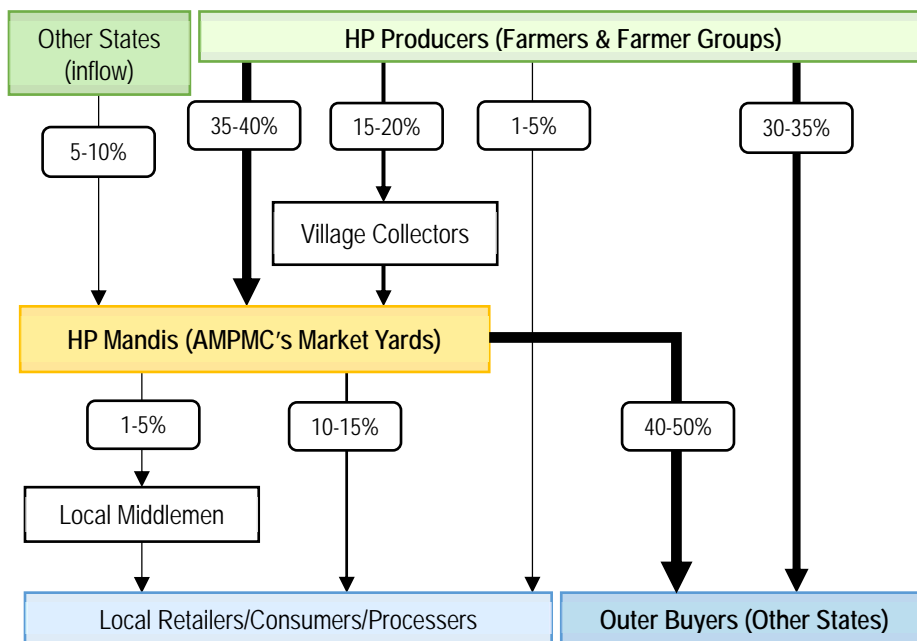 Other States
(inflow)
HP Producers (Farmers & Farmer Groups)
5-10%
35-40%
15-20%
1-5%
30-35%
Village Collectors
HP Mandis (AMPMC's Market Yards)
1-5%
10-15%
40-50%
Local Middlemen
Local Retailers/Consumers/Processers
Outer Buyers (Other States)